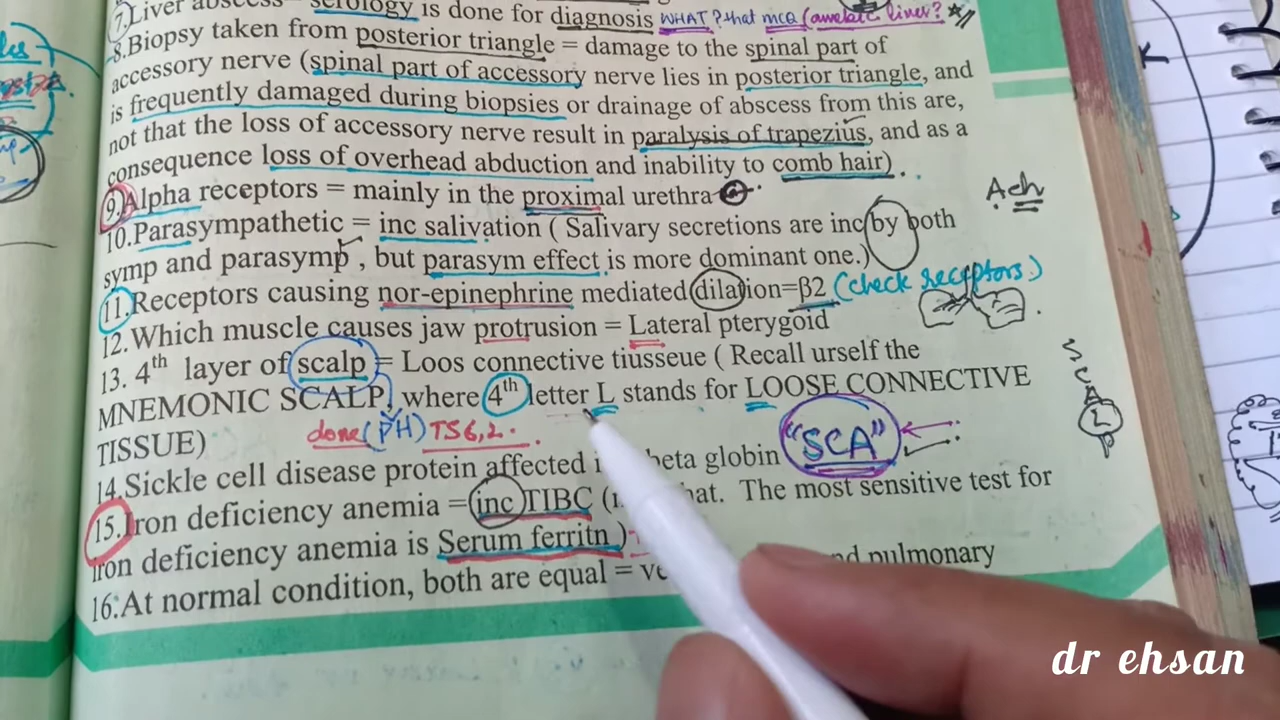 7.Liver abscess = serology is done for diagnosis WHAT? that mcq (amebic liver?
8.Biopsy taken from posterior triangle = damage to the spinal part of
accessory nerve (spinal part of accessory nerve lies in posterior triangle, and
is frequently damaged during biopsies or drainage of abscess from this are,
not that the loss of accessory nerve result in paralysis of trapezius, and as a
consequence loss of overhead abduction and inability to comb hair).
9.Alpha receptors = mainly in the proximal urethra
Ach
10.Parasympathetic = inc salivation ( Salivary secretions are inc by both
symp and parasymp , but parasym effect is more dominant one.)
11.Receptors causing nor-epinephrine mediated dilation=β2 (check receptors.)
12.Which muscle causes jaw protrusion = Lateral pterygoid
13. 4th layer of scalp = Loos connective tiusseue ( Recall urself the
MNEMONIC SCALP, where 4th letter L stands for LOOSE CONNECTIVE
TISSUE) done (PH) TS6,2.
"SCA"
S C A L P
14.Sickle cell disease protein affected beta globin
15.Iron deficiency anemia = inc TIBC ( hat. The most sensitive test for
iron deficiency anemia is Serum ferritn )
16.At normal condition, both are equal = pulmonary
dr ehsan